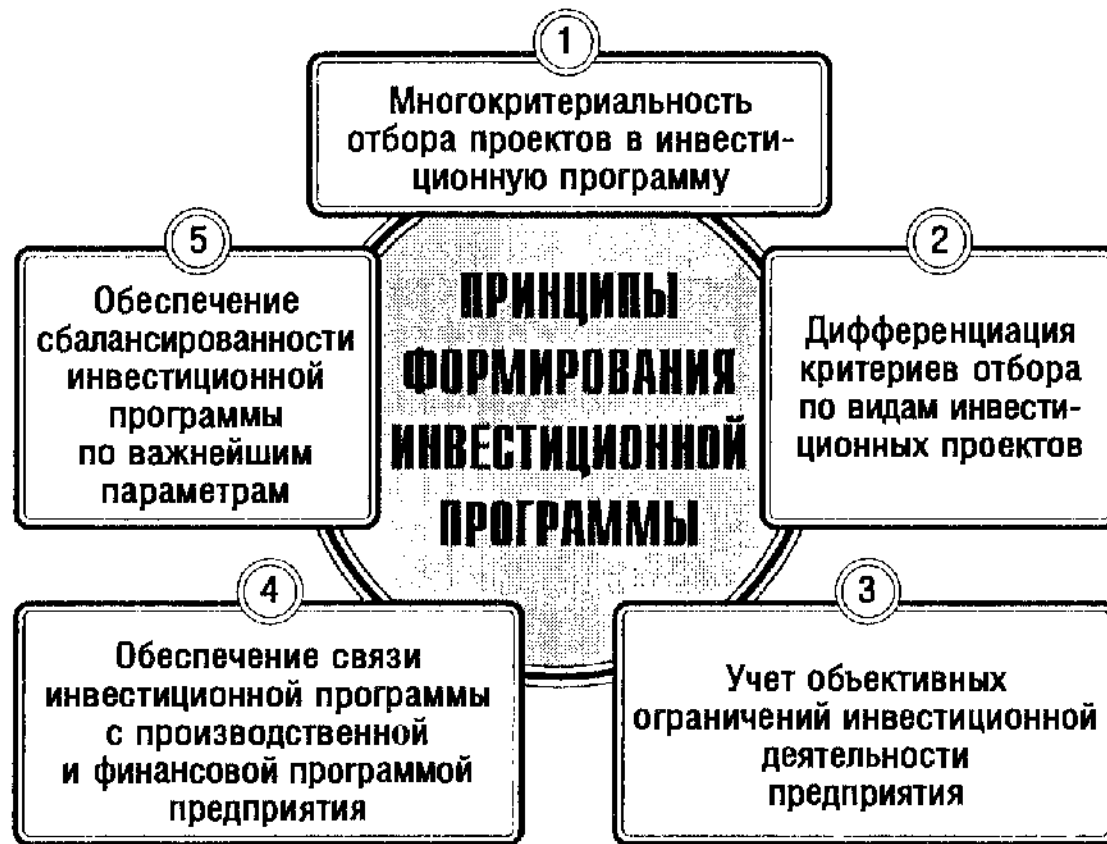 1
Многокритериальность
отбора проектов в инвести-
ционную программу
ПРИНЦИПЫ
ФОРМИРОВАНИЯ
ИНВЕСТИЦИОННОЙ
ПРОГРАММЫ
2
Дифференциация
критериев отбора
по видам инвести-
ционных проектов
3
Учет объективных
ограничений инвестиционной
деятельности
предприятия
4
Обеспечение связи
инвестиционной программы
с производственной
и финансовой программой
предприятия
5
Обеспечение
сбалансированности
инвестиционной
программы
по важнейшим
параметрам